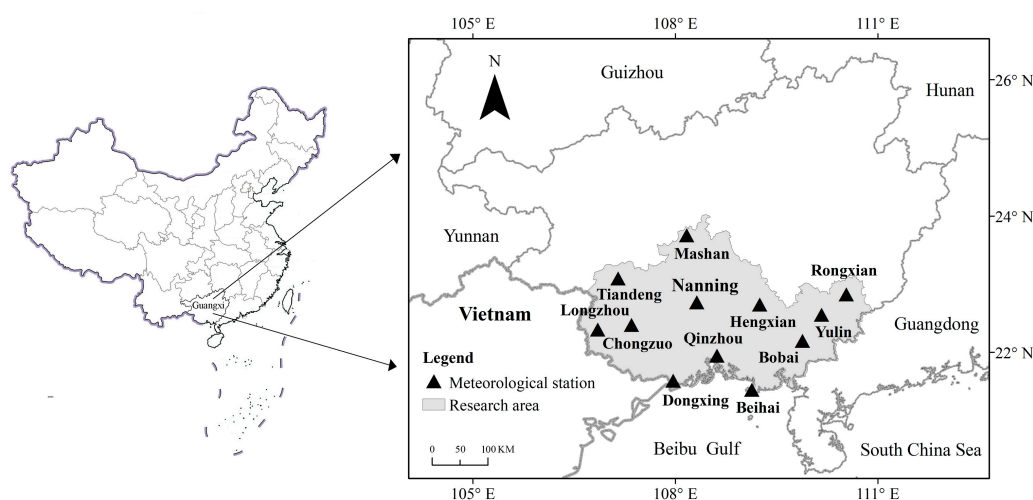 105° E 108° E 111° E
N
Guizhou
Hunan
26° N
24° N
22° N
Yunnan
Mashan
Rongxian
Tiandeng
Nanning
Longzhou
Vietnam
Hengxian
Yulin
Guangdong
Chongzuo
Qinzhou
Bobai
Guangxi
Legend
Meteorological station
Research area
Dongxing
Beihai
0 50 100 KM
Beibu Gulf
South China Sea
105° E 108° E 111° E